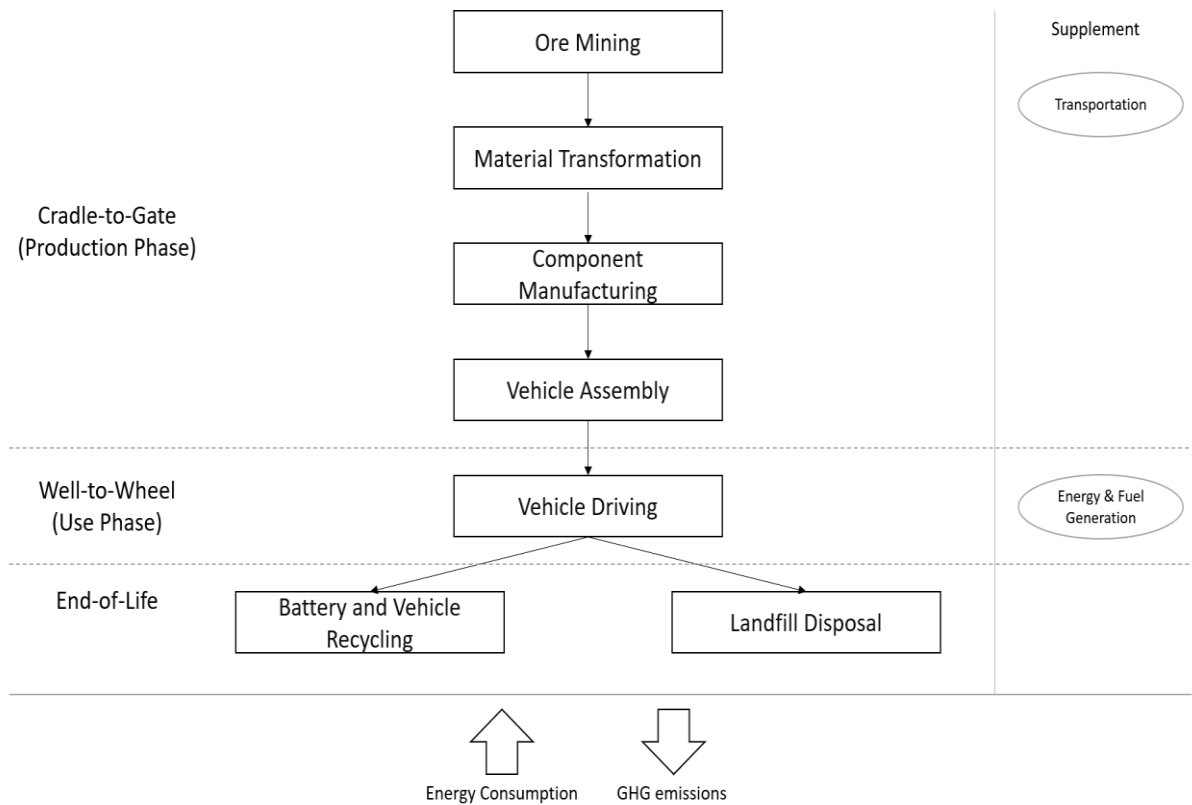 Ore Mining
Supplement
Transportation
Material Transformation
Cradle-to-Gate
(Production Phase)
Component
Manufacturing
Vehicle Assembly
Well-to-Wheel
(Use Phase)
Vehicle Driving
Energy & Fuel
Generation
End-of-Life
Battery and Vehicle
Recycling
Landfill Disposal
Energy Consumption
GHG emissions